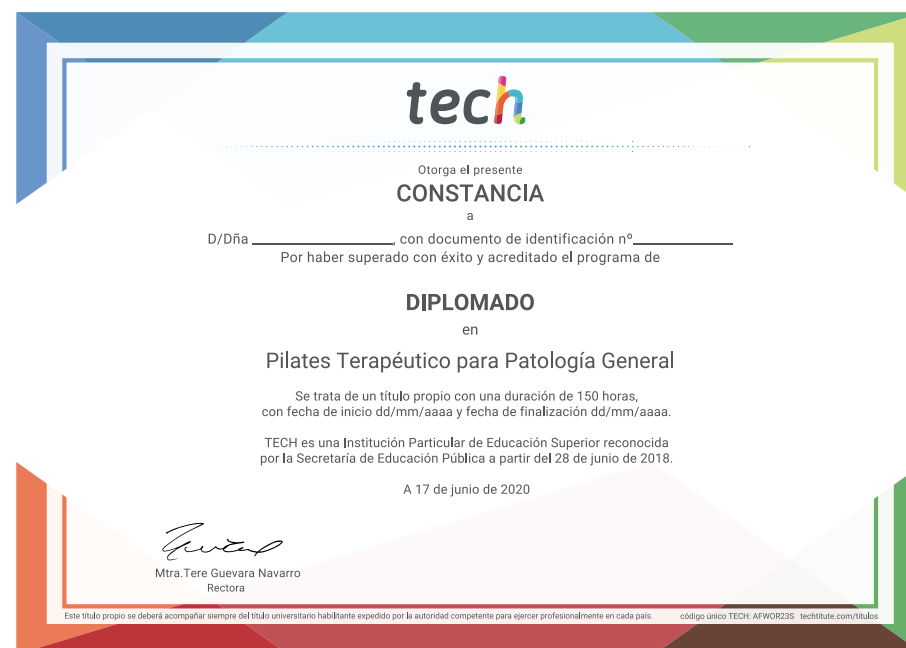 tech
Otorga el presente
CONSTANCIA
a
D/Dña ____________________, con documento de identificación nº______________
Por haber superado con éxito y acreditado el programa de
DIPLOMADO
en
Pilates Terapéutico para Patología General
Se trata de un título propio con una duración de 150 horas,
con fecha de inicio dd/mm/aaaa y fecha de finalización dd/mm/aaaa.
TECH es una Institución Particular de Educación Superior reconocida
por la Secretaría de Educación Pública a partir del 28 de junio de 2018.
A 17 de junio de 2020
Mtra.Tere Guevara Navarro
Rectora
Este título propio se deberá acompañar siempre del título universitario habilitante expedido por la autoridad competente para ejercer profesionalmente en cada país. código único TECH: AFWOR23S techtitute.com/titulos